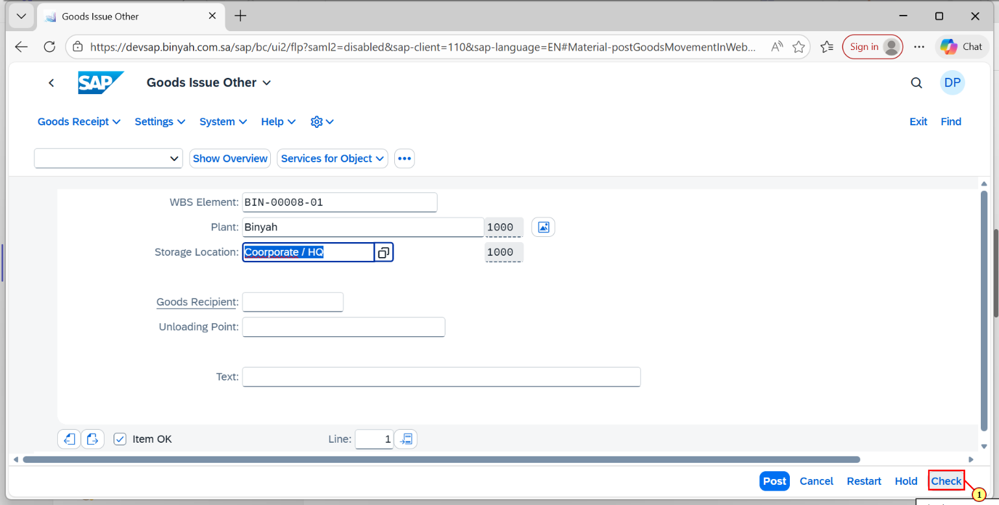 Goods Issue Other
https://devsap.binyah.com.sa/sap/bc/ui2/flp?saml2=disabled&sap-client=110&sap-language=EN#Material-postGoodsMovementInWeb...
Sign in
Chat
SAP
Goods Issue Other
DP
Goods Receipt
Settings
System
Help
Exit
Find
Show Overview
Services for Object
WBS Element: BIN-00008-01
Plant: Binyah 1000
Storage Location: Coorporate / HQ 1000
Goods Recipient:
Unloading Point:
Text:
Item OK
Line: 1
Post
Cancel
Restart
Hold
Check
1